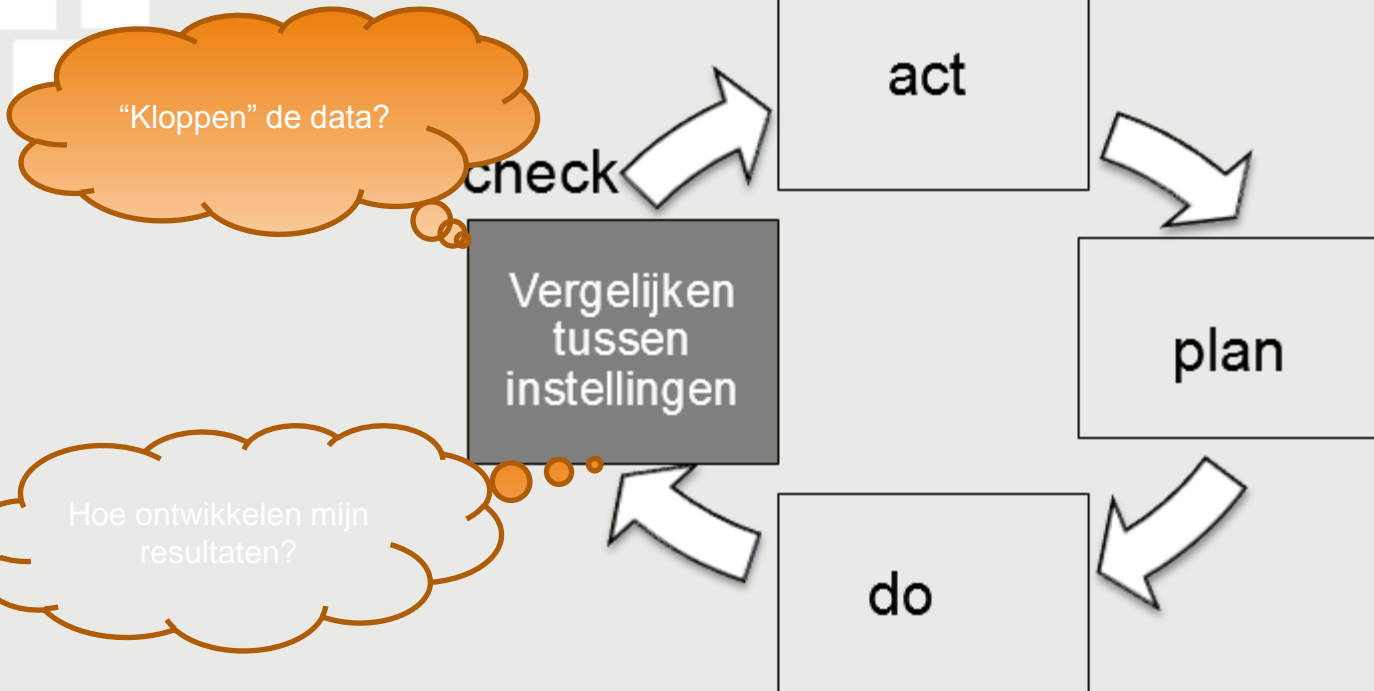 act
“Kloppen” de data?
check
Vergelijken
tussen
instellingen
plan
Hoe ontwikkelen mijn
resultaten?
do